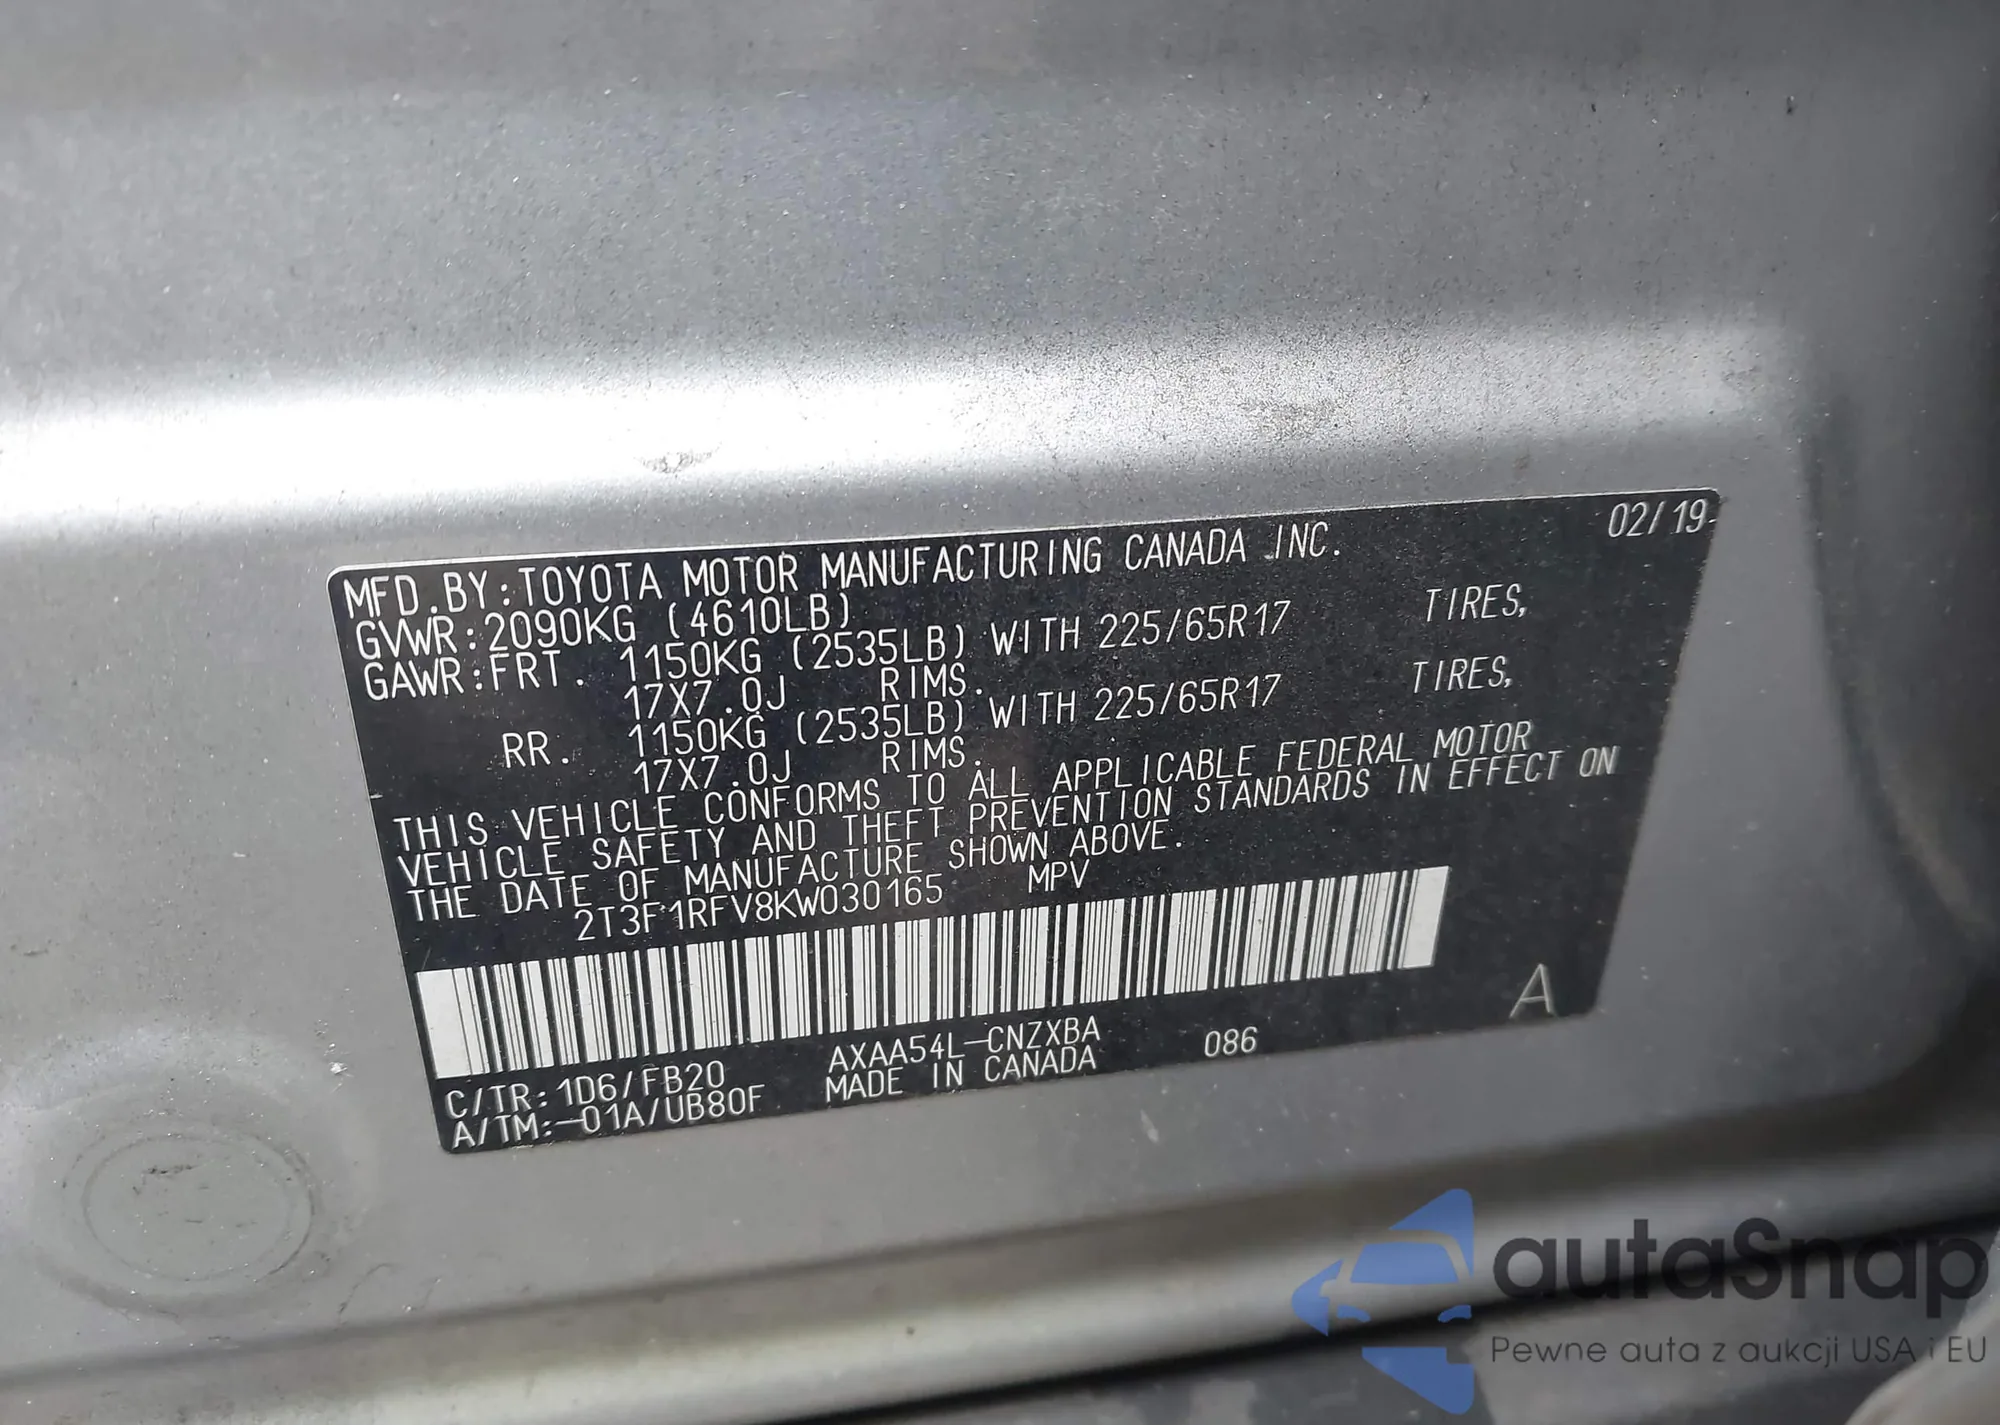 02/19
MFD.BY:TOYOTA MOTOR MANUFACTURING CANADA INC.
GVWR:2090KG (4610LB)
GAWR:FRT. 1150KG (2535LB) WITH 225/65R17 TIRES,
17X7.0J RIMS.
RR. 1150KG (2535LB) WITH 225/65R17 TIRES,
17X7.0J RIMS.
THIS VEHICLE CONFORMS TO ALL APPLICABLE FEDERAL MOTOR
VEHICLE SAFETY AND THEFT PREVENTION STANDARDS IN EFFECT ON
THE DATE OF MANUFACTURE SHOWN ABOVE.
2T3F1RFV8KW030165 MPV
A
C/TR:1D6/FB20 AXAA54L-CNZXBA 086
A/TM:-01A/UB80F MADE IN CANADA
autaSnap
Pewne auta z aukcji USA i EU